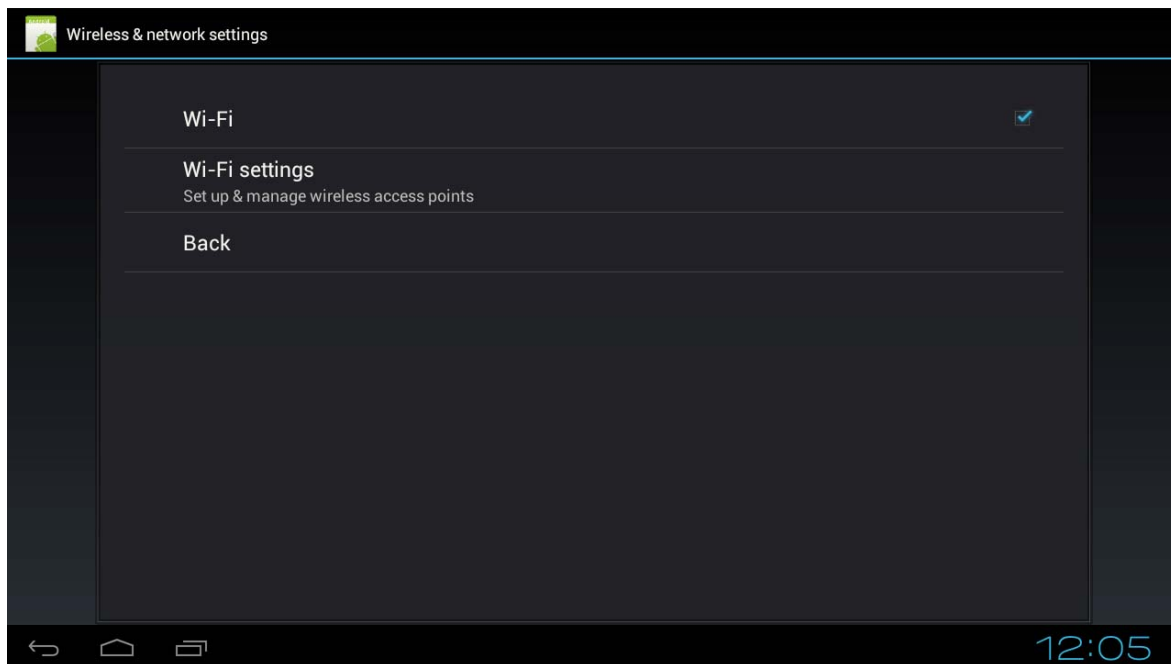 Wireless & network settings
Wi-Fi
Wi-Fi settings
Set up & manage wireless access points
Back
12:05